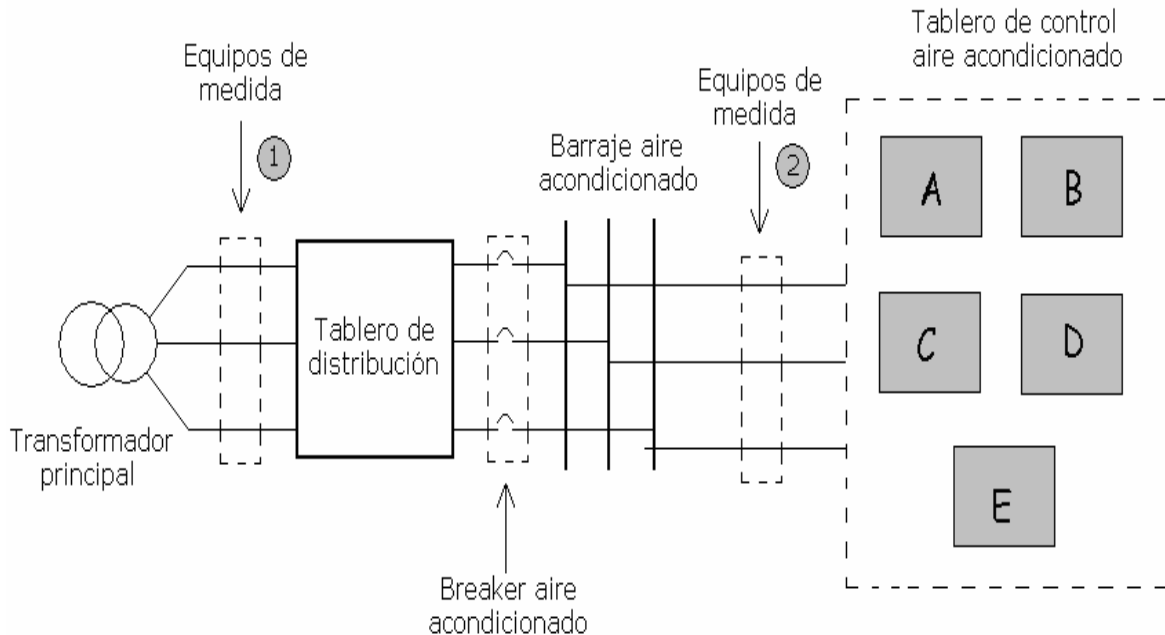 Tablero de control
aire acondicionado
Equipos de
medida
1
Equipos de
medida
2
Barraje aire
acondicionado
A
B
C
D
E
Tablero de
distribución
Transformador
principal
Breaker aire
acondicionado